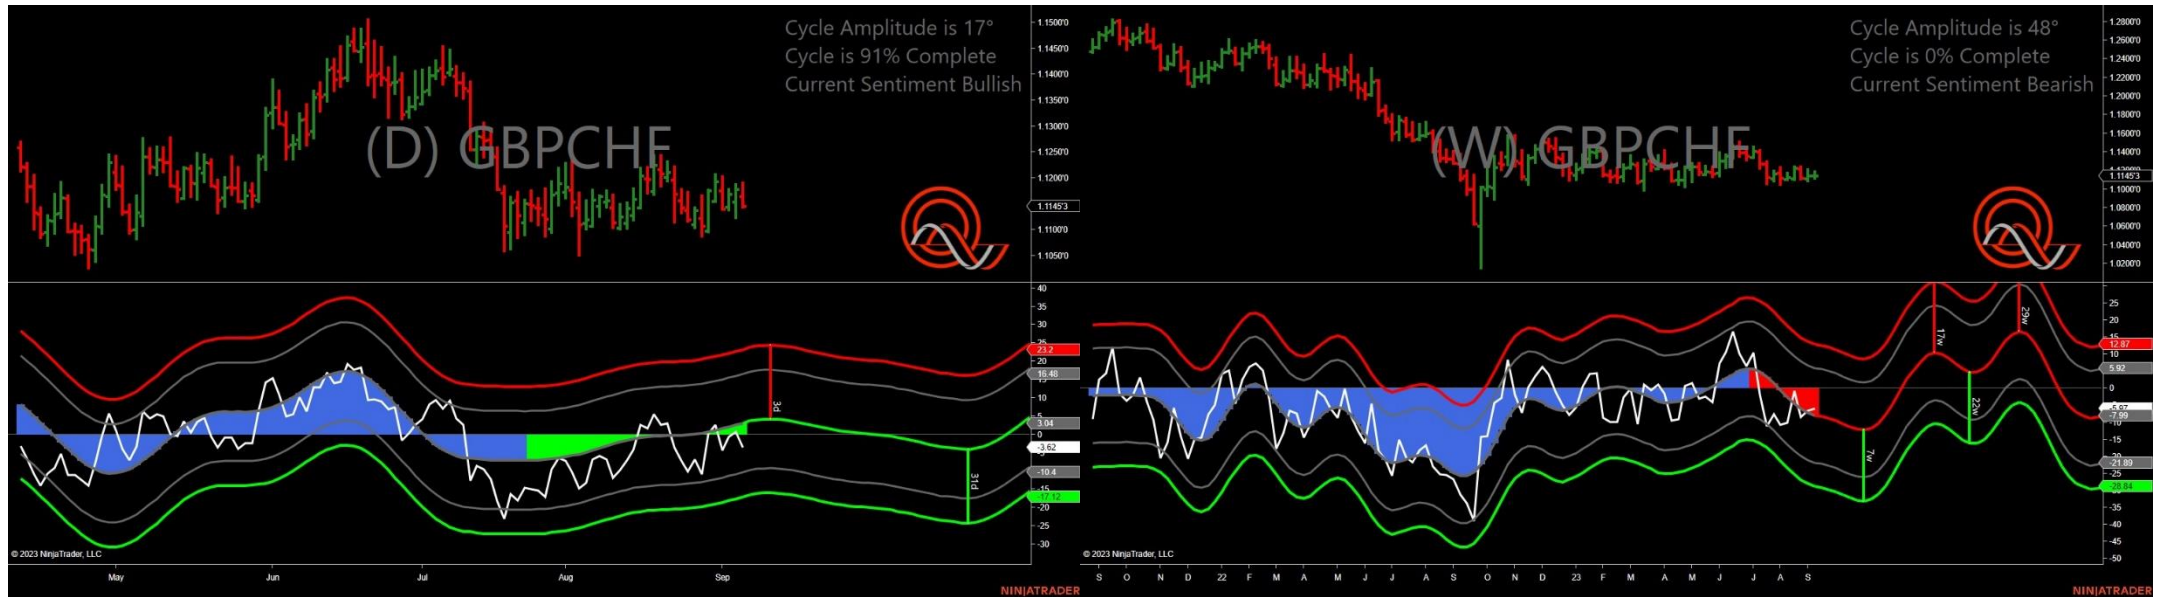 Cycle Amplitude is 17°
Cycle is 91% Complete
Current Sentiment Bullish
(D) GBPCHF
1.1500'0
1.1450'0
1.1400'0
1.1350'0
1.1300'0
1.1250'0
1.1200'0
1.1145'3
1.1100'0
1.1050'0
40
35
30
25
23.2
20
16.48
10
5
3.04
0
-3.62
-10.4
-15
-17.12
-20
-25
-30
3d
31d
© 2023 NinjaTrader, LLC
May Jun Jul Aug Sep
NINJATRADER
Cycle Amplitude is 48°
Cycle is 0% Complete
Current Sentiment Bearish
(W) GBPCHF
1.2800'0
1.2600'0
1.2400'0
1.2200'0
1.2000'0
1.1800'0
1.1600'0
1.1400'0
1.1145'3
1.1000'0
1.0800'0
1.0600'0
1.0400'0
1.0200'0
25
20
12.87
10
5.92
0
-7.99
-10
-15
-21.89
-28.84
-35
-40
-45
-50
17w
29w
22w
7w
© 2023 NinjaTrader, LLC
S O N D 22 F M A M J J A S O N D 23 F M A M J J A S
NINJATRADER